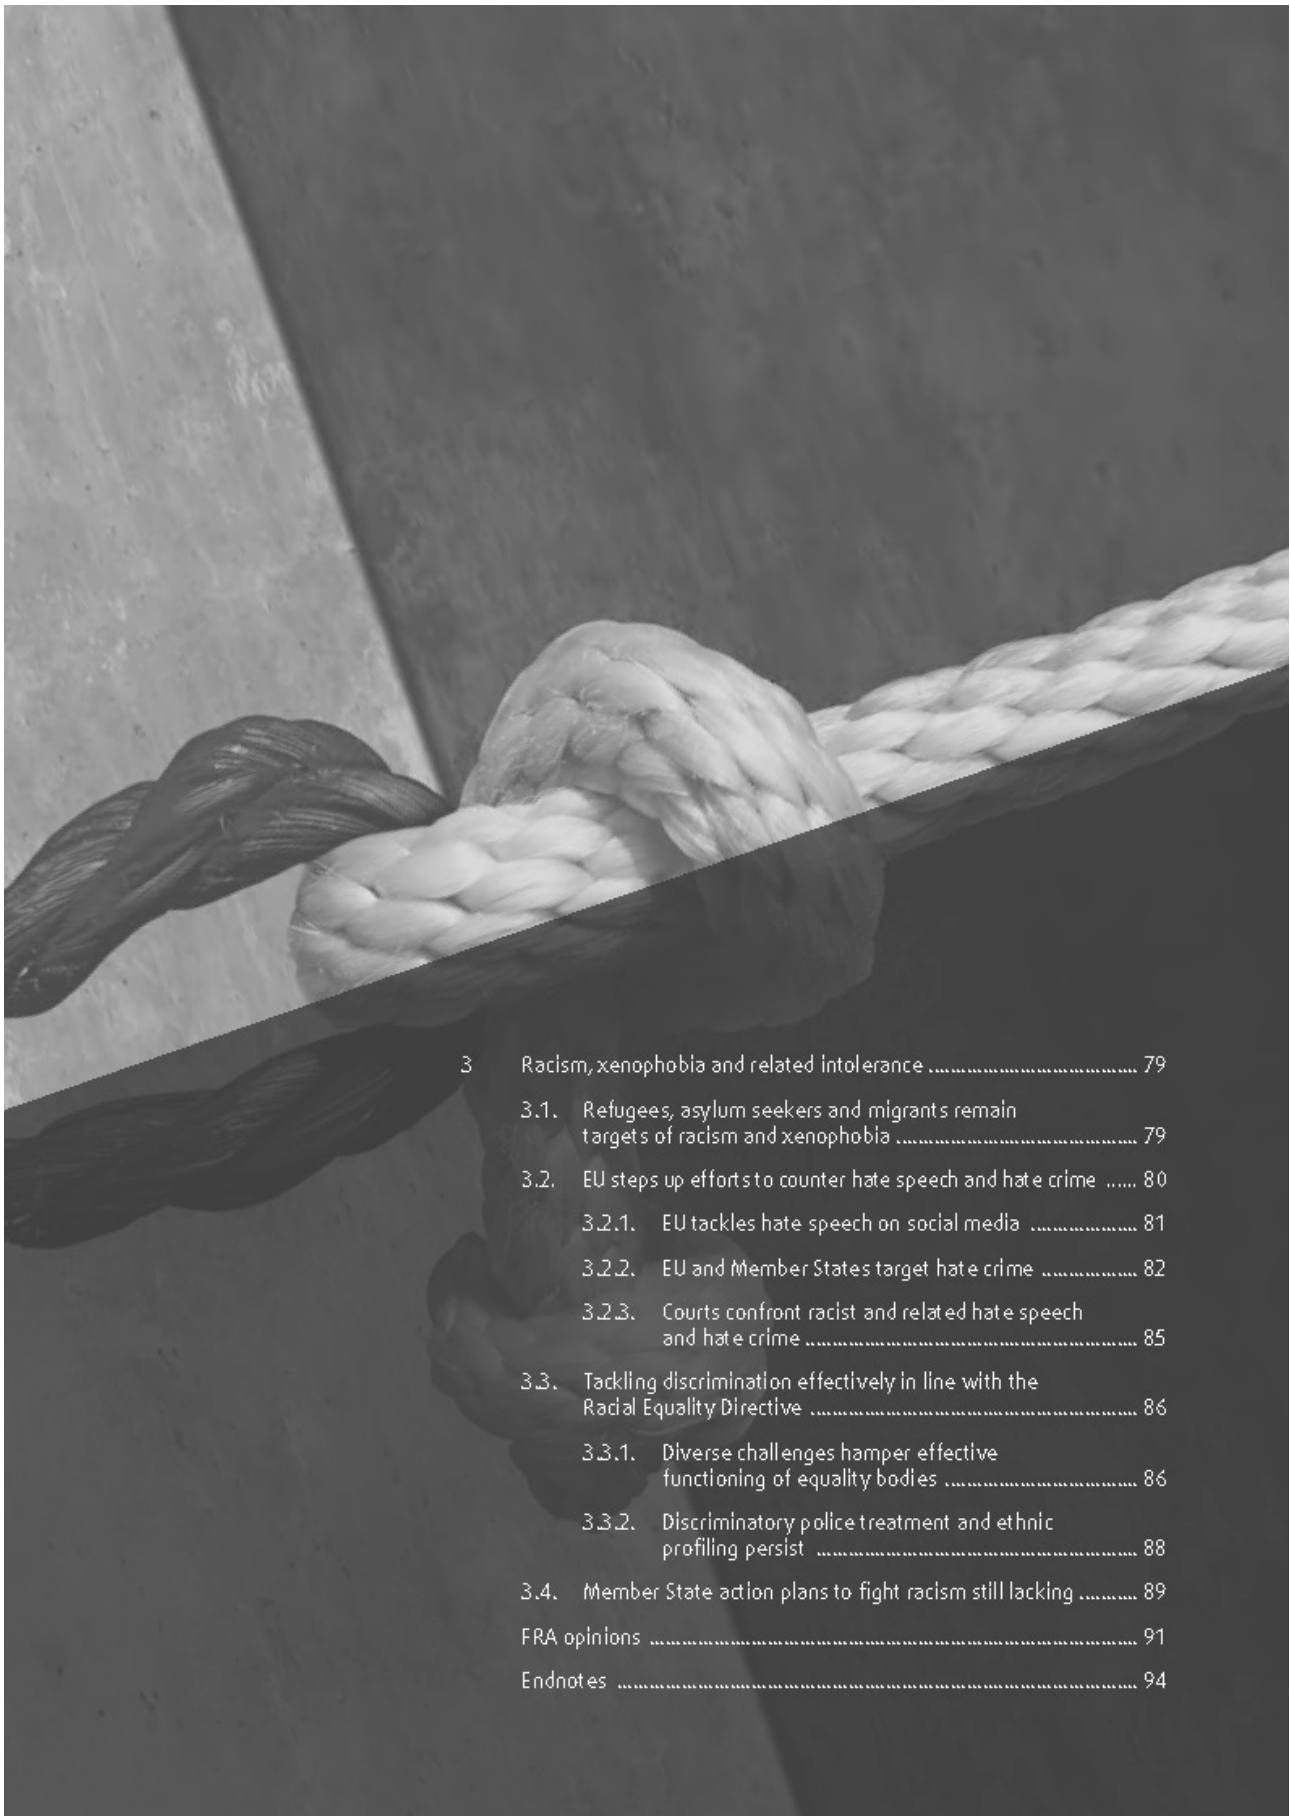 3 Racism, xenophobia and related intolerance ..................................... 79
3.1. Refugees, asylum seekers and migrants remain
targets of racism and xenophobia ........................................... 79
3.2. EU steps up efforts to counter hate speech and hate crime ...... 80
3.2.1. EU tackles hate speech on social media ................... 81
3.2.2. EU and Member States target hate crime ................. 82
3.2.3. Courts confront racist and related hate speech
and hate crime ........................................................... 85
3.3. Tackling discrimination effectively in line with the
Racial Equality Directive .......................................................... 86
3.3.1. Diverse challenges hamper effective
functioning of equality bodies .................................. 86
3.3.2. Discriminatory police treatment and ethnic
profiling persist ......................................................... 88
3.4. Member State action plans to fight racism still lacking ........... 89
FRA opinions ...................................................................................... 91
Endnotes ............................................................................................ 94